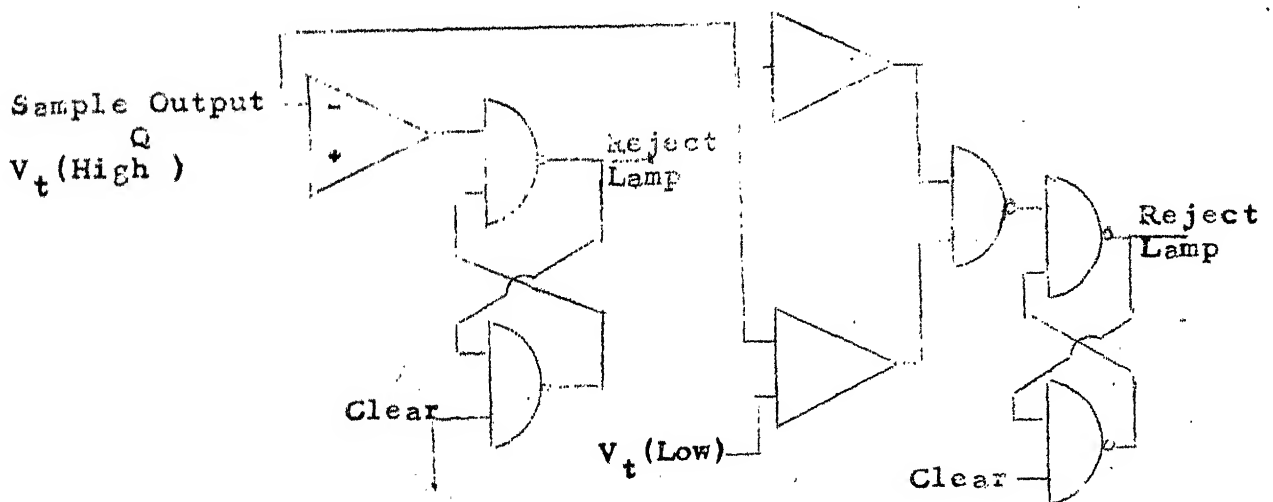 Sample Output
Q
V_t(High )
-
+
Reject
Lamp
Clear
V_t(Low)
Reject
Lamp
Clear